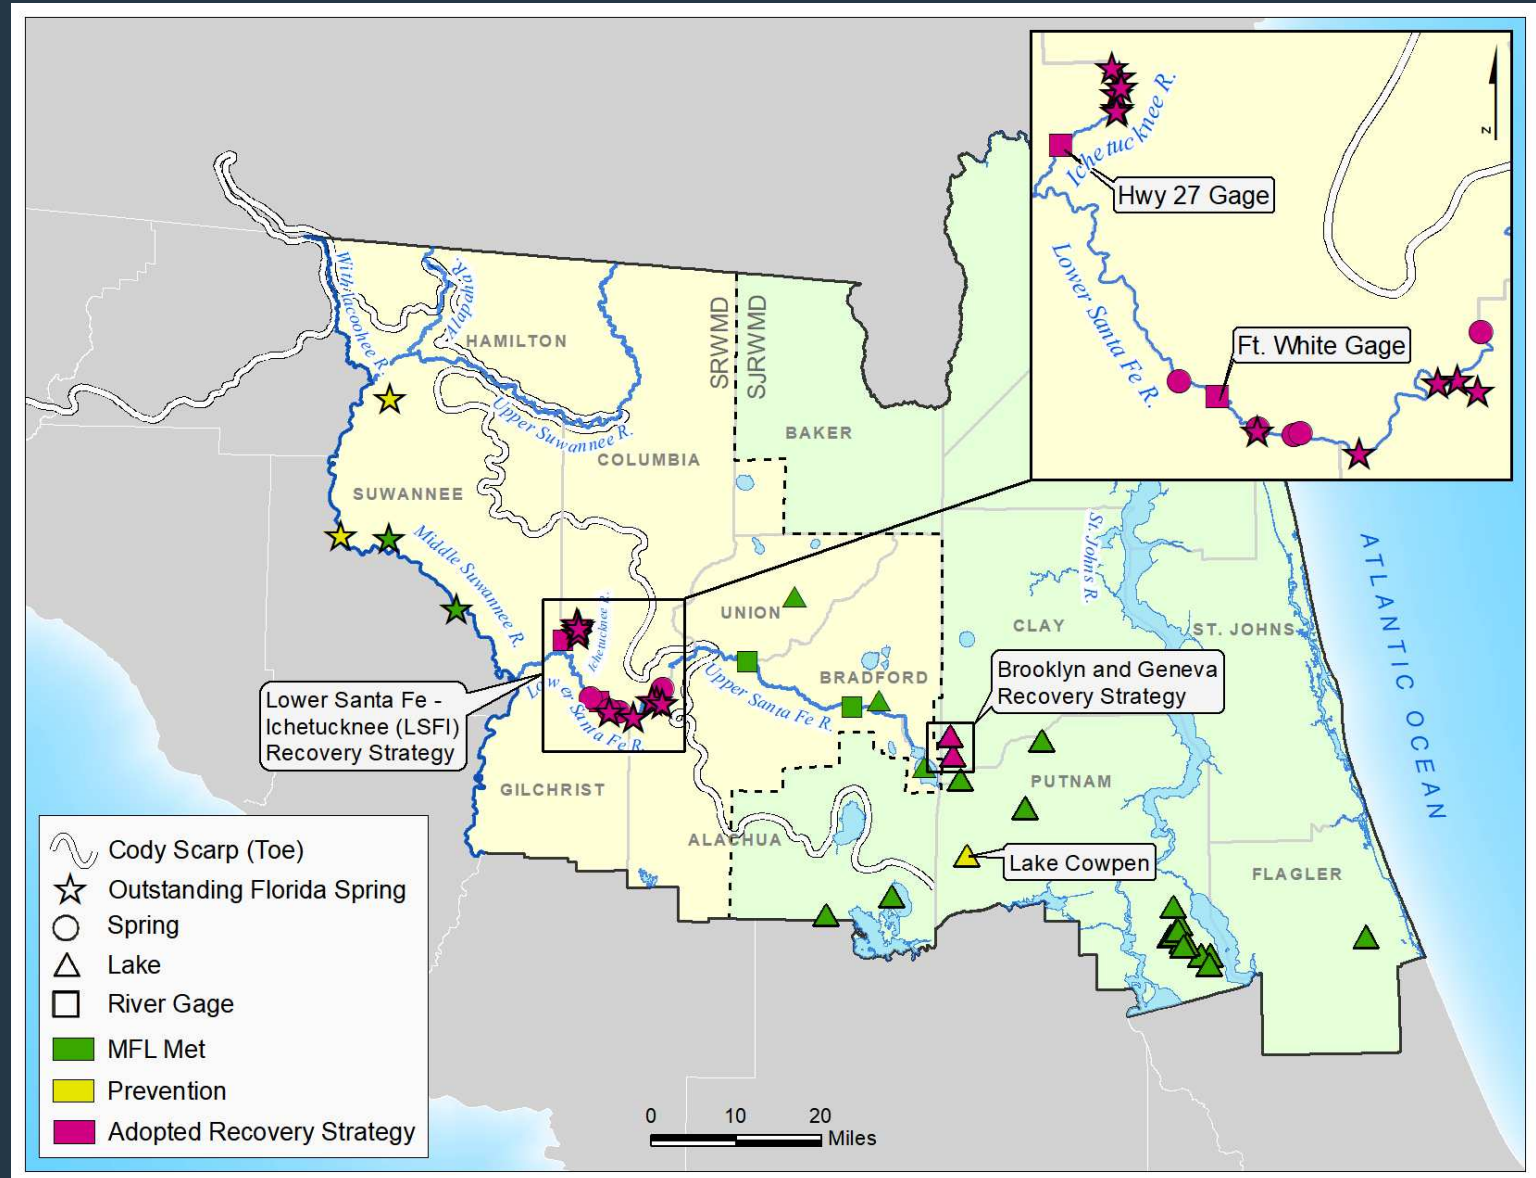 Ichetucknee R.
Hwy 27 Gage
Lower Santa Fe R.
Ft. White Gage
N
Withlacoohee R.
Alapaha R.
HAMILTON
SRWMD
SJRWMD
Upper Suwannee R.
COLUMBIA
BAKER
SUWANNEE
Middle Suwannee R.
Ichetucknee R.
UNION
St. Johns R.
CLAY
ST. JOHNS
ATLANTIC OCEAN
BRADFORD
Upper Santa Fe R.
Brooklyn and Geneva
Recovery Strategy
Lower Santa Fe -
Ichetucknee (LSFI)
Recovery Strategy
Lower Santa Fe R.
GILCHRIST
PUTNAM
ALACHUA
Lake Cowpen
FLAGLER
Cody Scarp (Toe)
Outstanding Florida Spring
Spring
Lake
River Gage
MFL Met
Prevention
Adopted Recovery Strategy
0 10 20
Miles